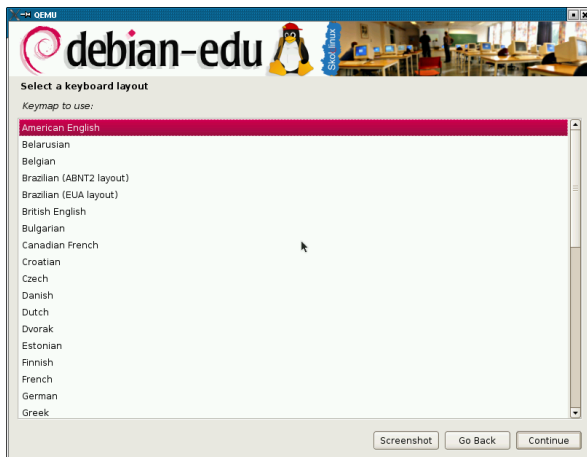 QEMU
debian-edu
Skol linux
Select a keyboard layout
Keymap to use:
American English
Belarusian
Belgian
Brazilian (ABNT2 layout)
Brazilian (EUA layout)
British English
Bulgarian
Canadian French
Croatian
Czech
Danish
Dutch
Dvorak
Estonian
Finnish
French
German
Greek
Screenshot
Go Back
Continue